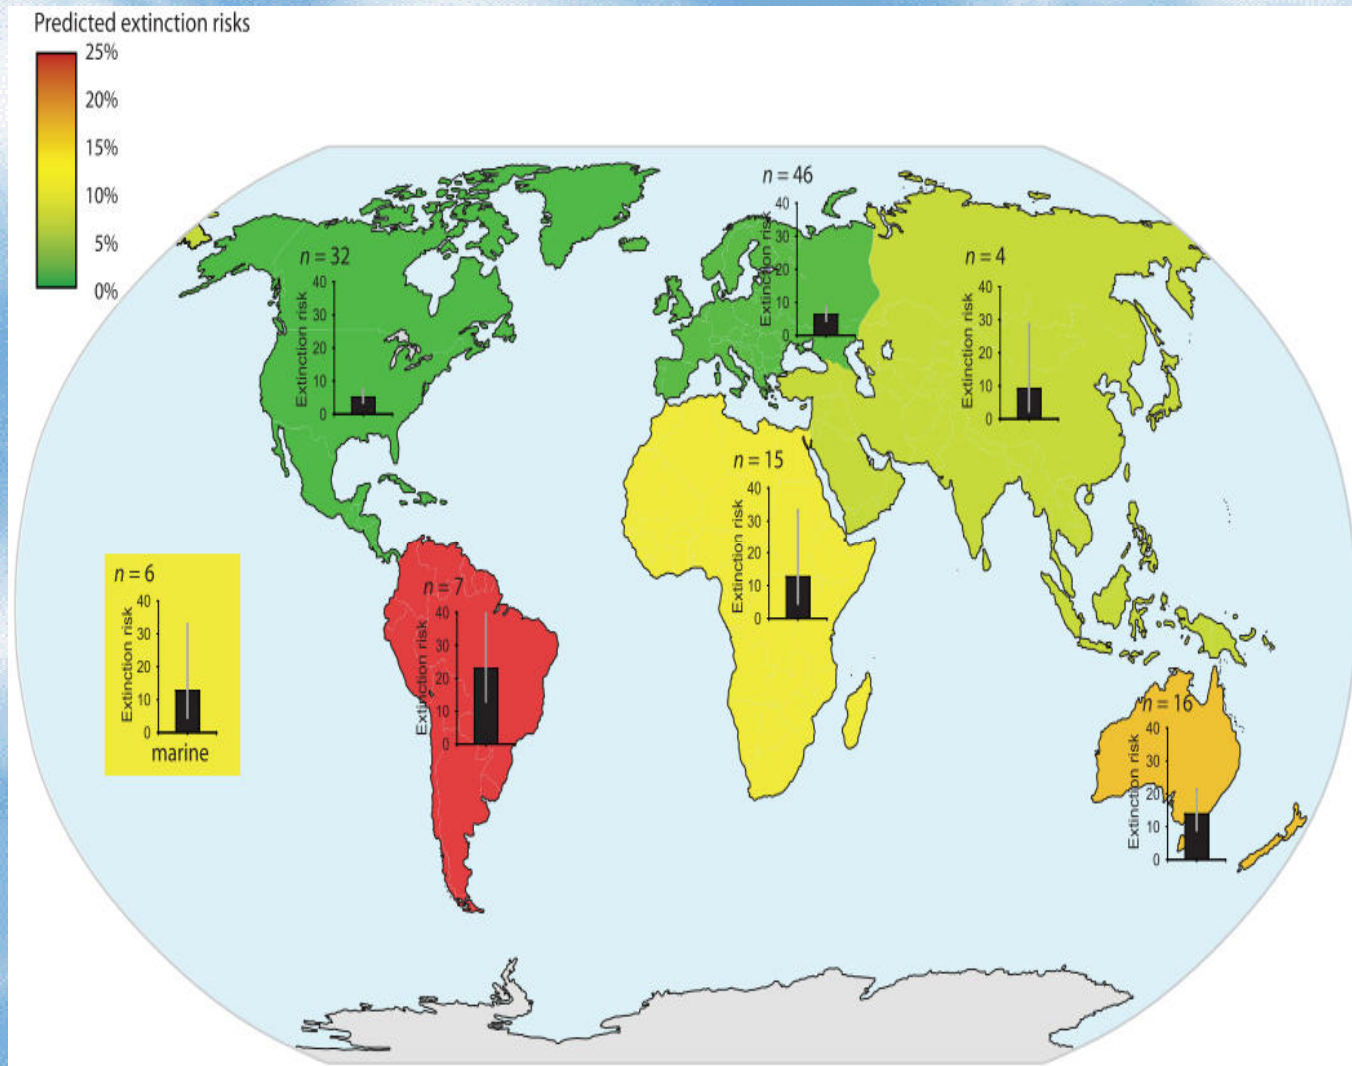 Predicted extinction risks
25%
20%
15%
10%
5%
0%
n = 46
40
30
20
10
0
Extinction risk
n = 32
40
30
20
10
0
Extinction risk
n = 4
40
30
20
10
0
Extinction risk
n = 15
40
30
20
10
0
Extinction risk
n = 6
40
30
20
10
0
Extinction risk
marine
n = 7
40
30
20
10
0
Extinction risk
n = 16
40
30
20
10
0
Extinction risk